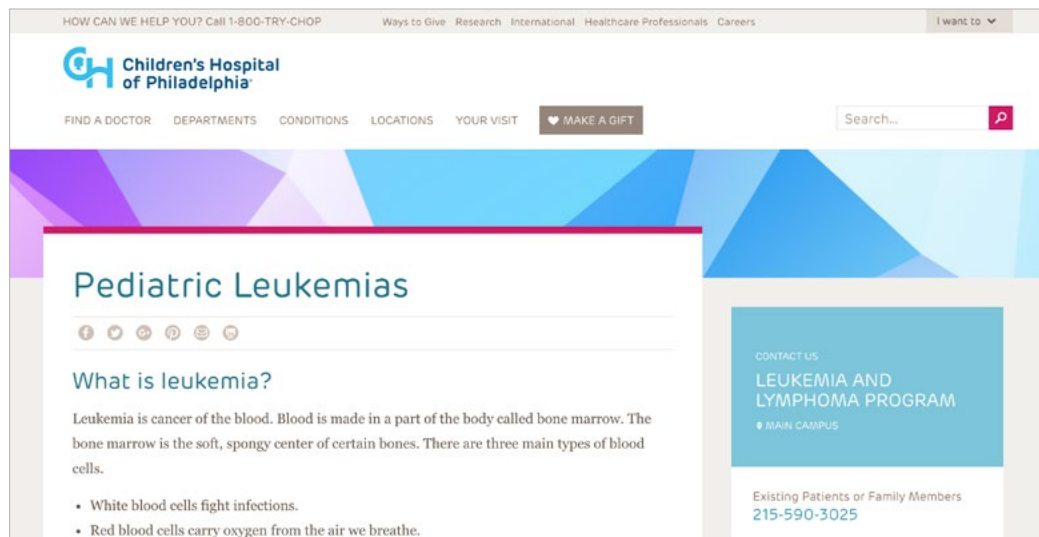 HOW CAN WE HELP YOU? Call 1-800-TRY-CHOP Ways to Give Research International Healthcare Professionals Careers I want to
Children's Hospital
of Philadelphia
FIND A DOCTOR DEPARTMENTS CONDITIONS LOCATIONS YOUR VISIT MAKE A GIFT Search...
Pediatric Leukemias
What is leukemia?
Leukemia is cancer of the blood. Blood is made in a part of the body called bone marrow. The
bone marrow is the soft, spongy center of certain bones. There are three main types of blood
cells.
• White blood cells fight infections.
• Red blood cells carry oxygen from the air we breathe.
CONTACT US
LEUKEMIA AND
LYMPHOMA PROGRAM
MAIN CAMPUS
Existing Patients or Family Members
215-590-3025